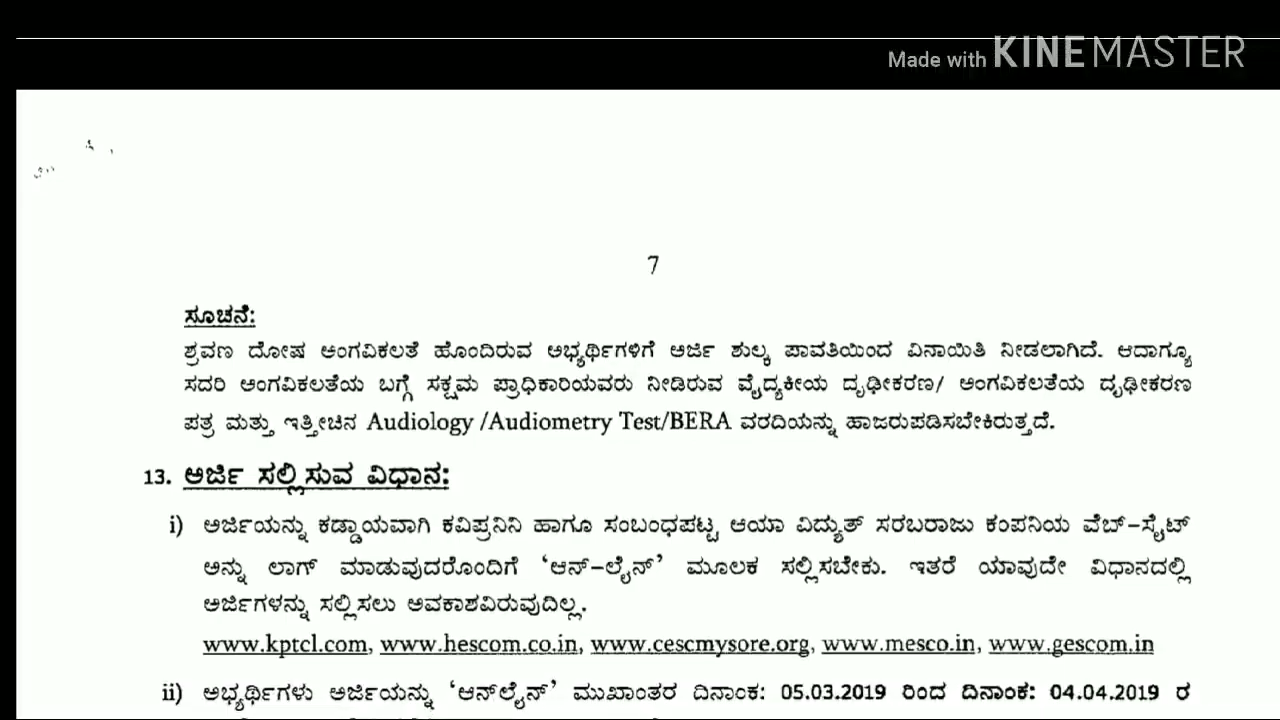 Made with KINEMASTER
7
ಸೂಚನೆ:
ಶ್ರವಣ ದೋಷ ಅಂಗವಿಕಲತೆ ಹೊಂದಿರುವ ಅಭ್ಯರ್ಥಿಗಳಿಗೆ ಅರ್ಜಿ ಶುಲ್ಕ ಪಾವತಿಯಿಂದ ವಿನಾಯಿತಿ ನೀಡಲಾಗಿದೆ. ಆದಾಗ್ಯೂ
ಸದರಿ ಅಂಗವಿಕಲತೆಯ ಬಗ್ಗೆ ಸಕ್ಷಮ ಪ್ರಾಧಿಕಾರಿಯವರು ನೀಡಿರುವ ವೈದ್ಯಕೀಯ ದೃಢೀಕರಣ/ ಅಂಗವಿಕಲತೆಯ ದೃಢೀಕರಣ
ಪತ್ರ ಮತ್ತು ಇತ್ತೀಚಿನ Audiology /Audiometry Test/BERA ವರದಿಯನ್ನು ಹಾಜರುಪಡಿಸಬೇಕಿರುತ್ತದೆ.
13. ಅರ್ಜಿ ಸಲ್ಲಿಸುವ ವಿಧಾನ:
i) ಅರ್ಜಿಯನ್ನು ಕಡ್ಡಾಯವಾಗಿ ಕವಿಪ್ರನಿನಿ ಹಾಗೂ ಸಂಬಂಧಪಟ್ಟ ಆಯಾ ವಿದ್ಯುತ್ ಸರಬರಾಜು ಕಂಪನಿಯ ವೆಬ್-ಸೈಟ್
ಅನ್ನು ಲಾಗ್ ಮಾಡುವುದರೊಂದಿಗೆ ‘ಆನ್-ಲೈನ್’ ಮೂಲಕ ಸಲ್ಲಿಸಬೇಕು. ಇತರೆ ಯಾವುದೇ ವಿಧಾನದಲ್ಲಿ
ಅರ್ಜಿಗಳನ್ನು ಸಲ್ಲಿಸಲು ಅವಕಾಶವಿರುವುದಿಲ್ಲ.
www.kptcl.com, www.hescom.co.in, www.cescmysore.org, www.mesco.in, www.gescom.in
ii) ಅಭ್ಯರ್ಥಿಗಳು ಅರ್ಜಿಯನ್ನು ‘ಆನ್‌ಲೈನ್’ ಮುಖಾಂತರ ದಿನಾಂಕ: 05.03.2019 ರಿಂದ ದಿನಾಂಕ: 04.04.2019 ರ